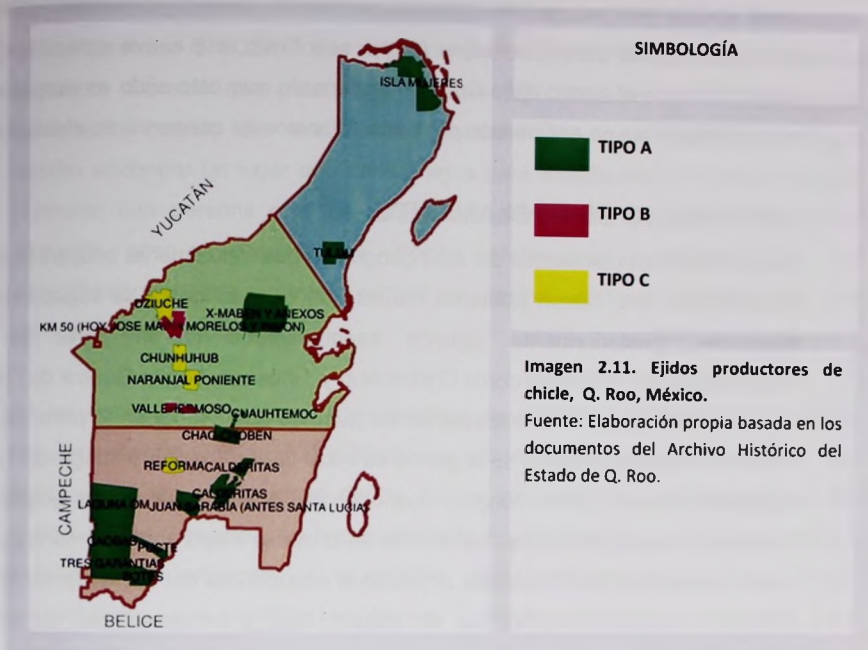 ISLA MUJERES
YUCATÁN
TULUM
DZIUCHE
X-MABEN Y ANEXOS
KM 50 (HOY JOSE MARIA MORELOS Y PAVON)
CHUNHUHUB
NARANJAL PONIENTE
VALLEHERMOSO
CUAUHTEMOC
CHACCHOBEN
REFORMA
CALDERITAS
CALDERITAS
LAGUNA OM
JUAN SARABIA (ANTES SANTA LUCIA)
CAOBAS
PUCTE
TRES GARANTIAS
BOTES
CAMPECHE
BELICE
SIMBOLOGÍA
TIPO A
TIPO B
TIPO C
Imagen 2.11. Ejidos productores de
chicle, Q. Roo, México.
Fuente: Elaboración propia basada en los
documentos del Archivo Histórico del
Estado de Q. Roo.